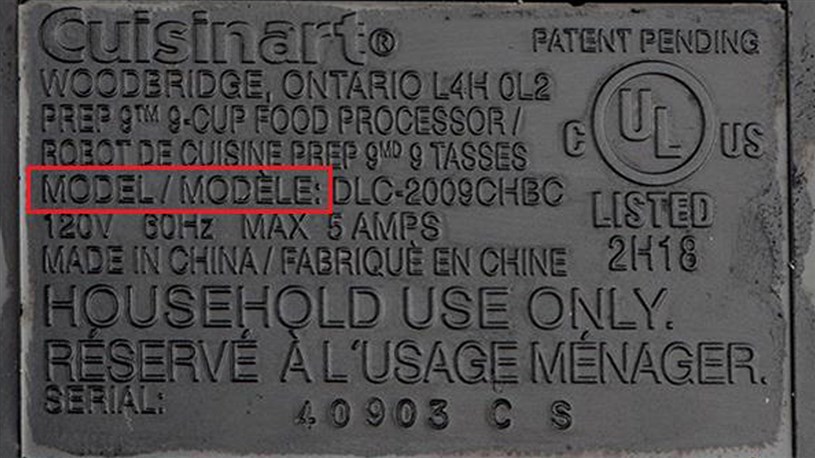 Cuisinart®
PATENT PENDING
WOODBRIDGE, ONTARIO L4H 0L2
PREP 9™ 9-CUP FOOD PROCESSOR /
ROBOT DE CUISINE PREP 9MD 9 TASSES
MODEL / MODÈLE: DLC-2009CHBC
120V 60Hz MAX 5 AMPS
MADE IN CHINA / FABRIQUÉ EN CHINE
C UL US
LISTED
2H18
HOUSEHOLD USE ONLY.
RÉSERVÉ À L'USAGE MÉNAGER.
SERIAL: 40903 C S